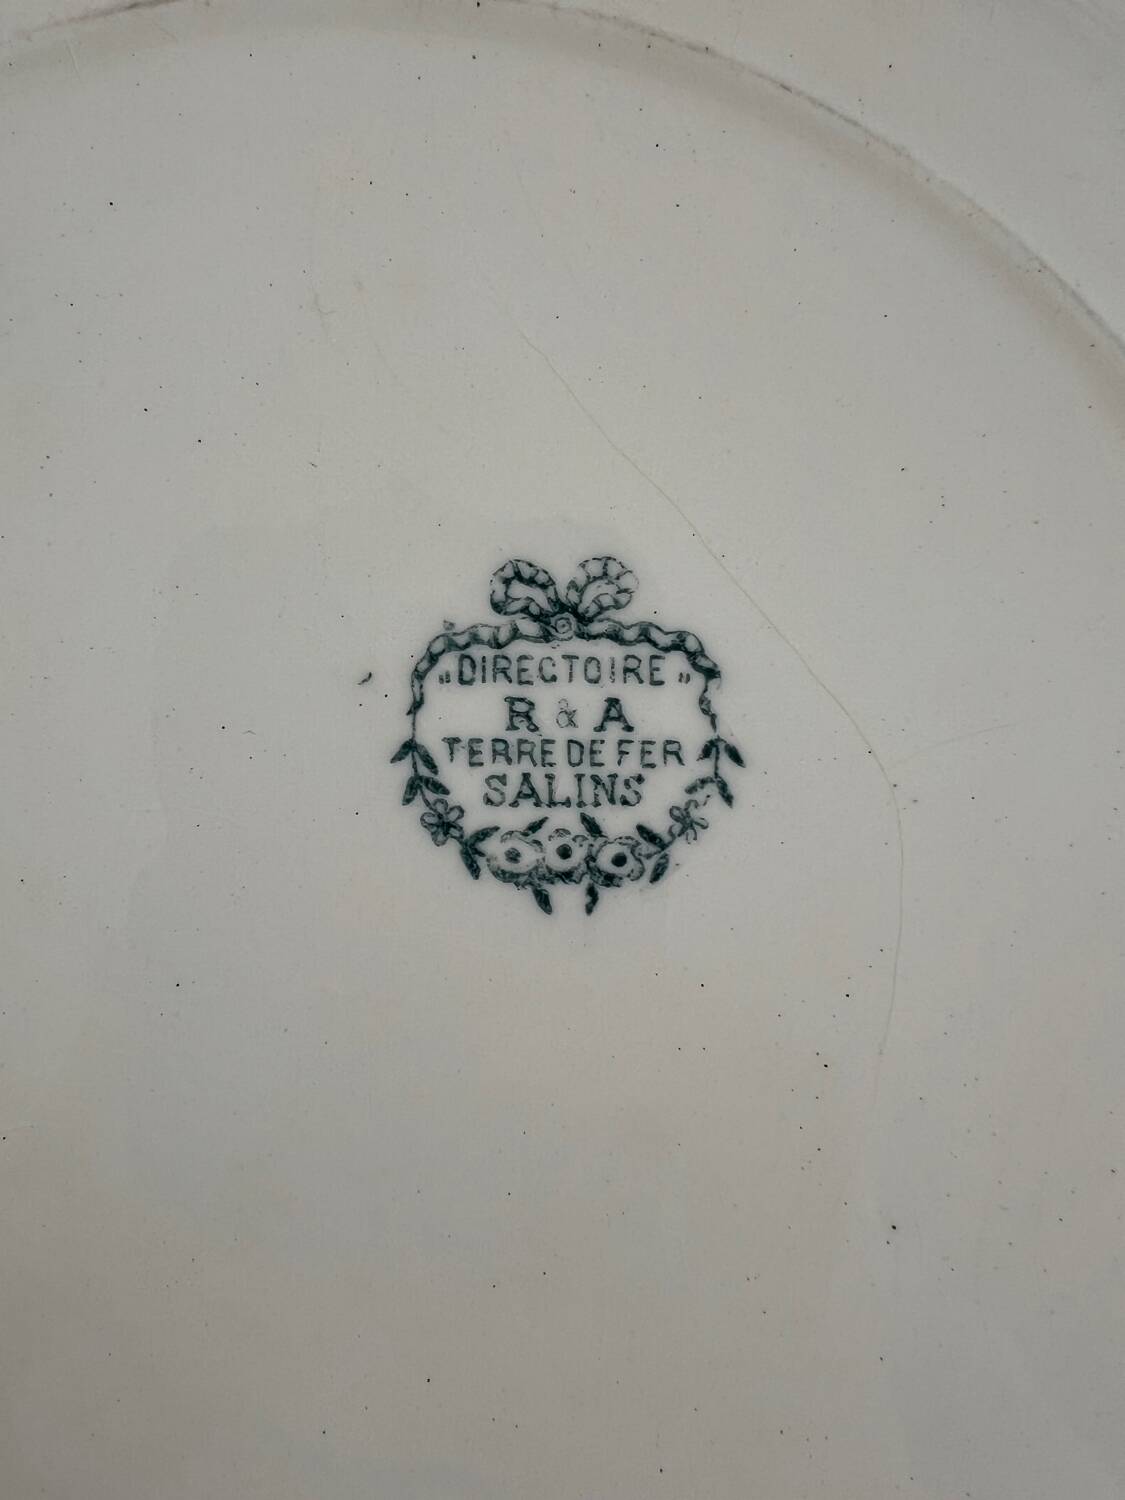 „DIRECTOIRE"
R & A
TERRE DE FER
SALINS